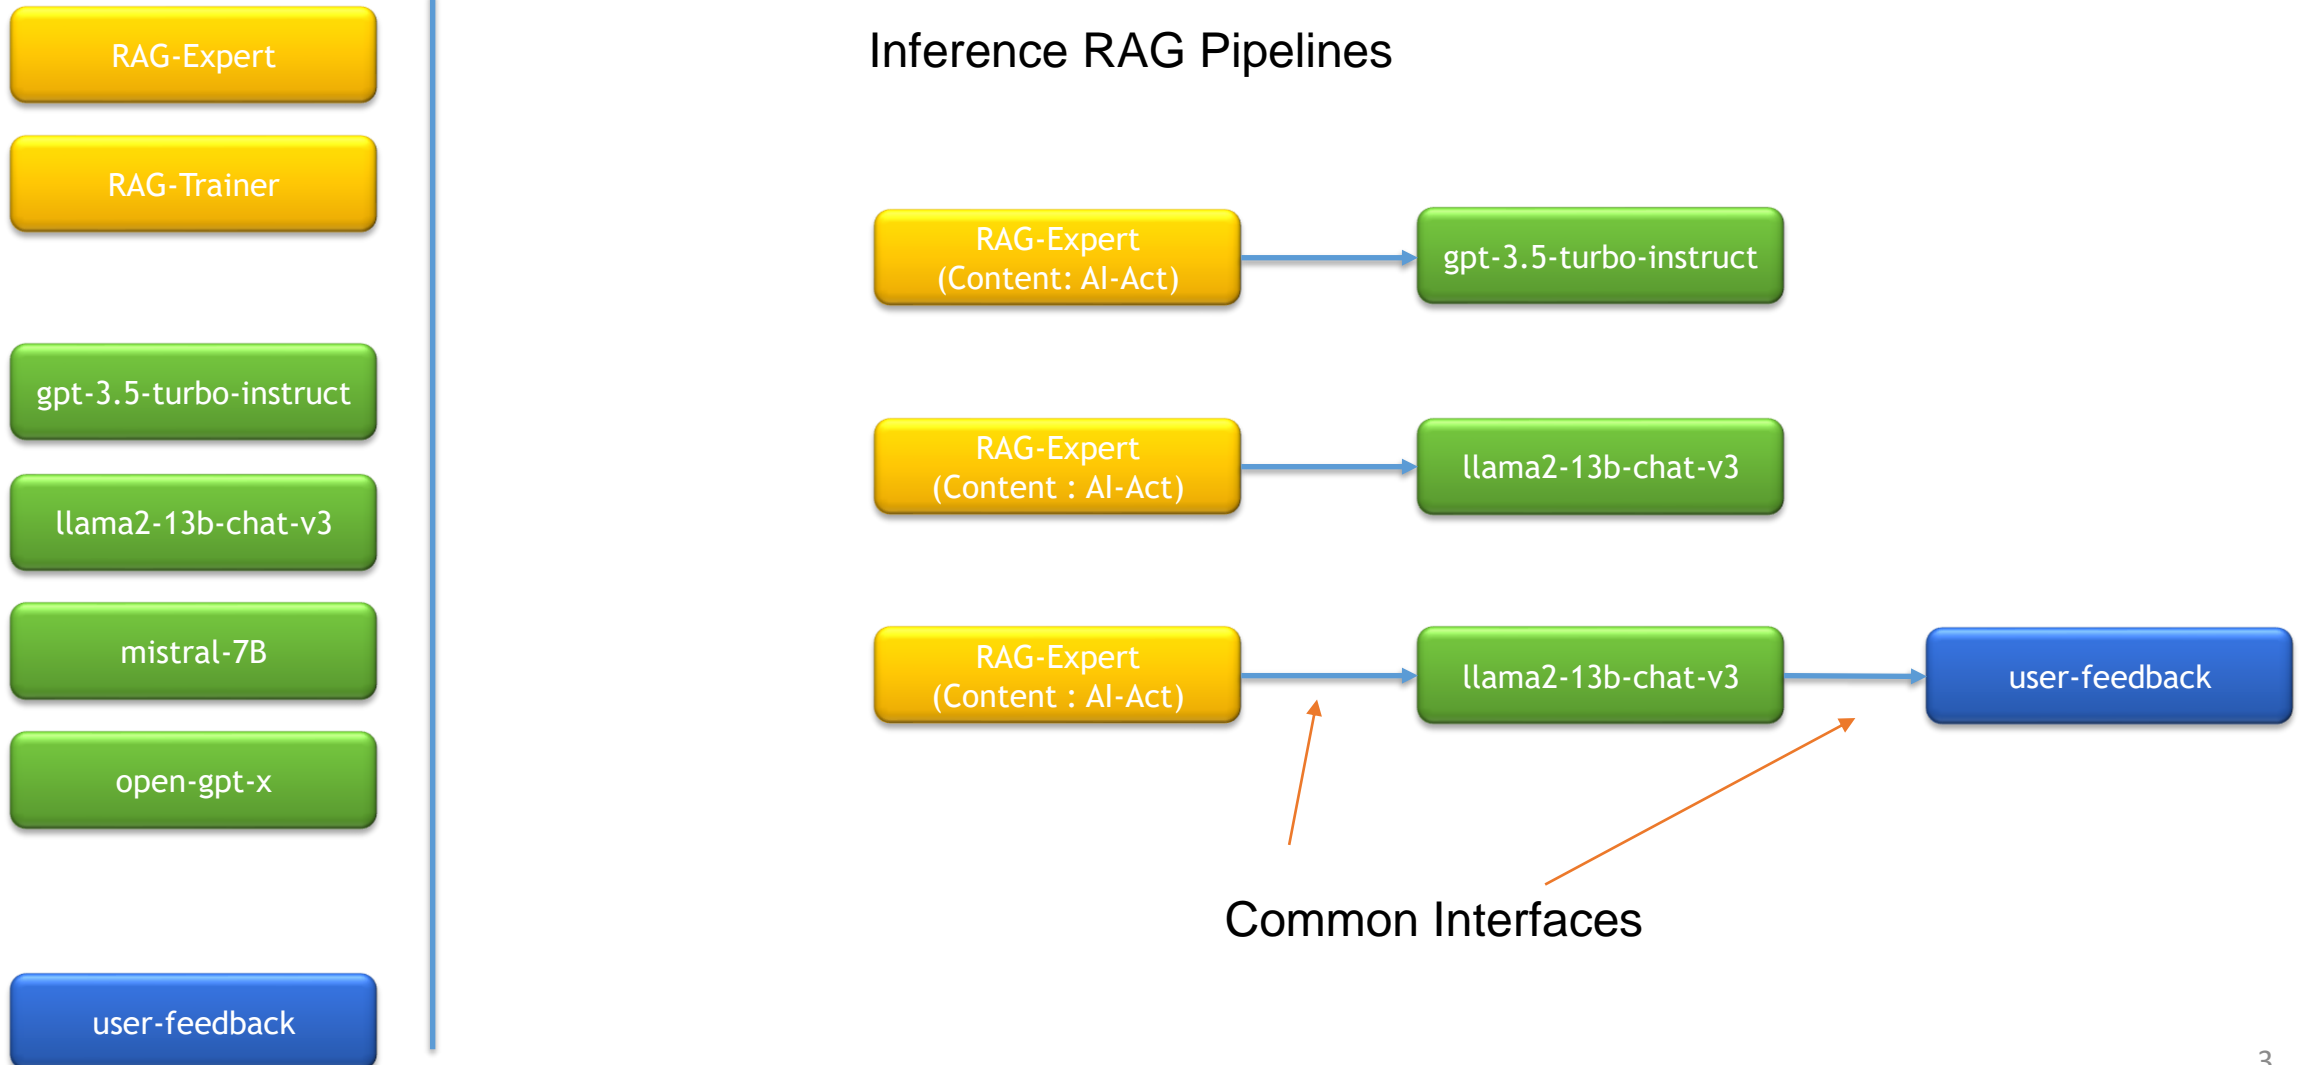 RAG-Expert
RAG-Trainer
gpt-3.5-turbo-instruct
llama2-13b-chat-v3
mistral-7B
open-gpt-x
user-feedback
Inference RAG Pipelines
RAG-Expert
(Content: AI-Act)
gpt-3.5-turbo-instruct
RAG-Expert
(Content : AI-Act)
llama2-13b-chat-v3
RAG-Expert
(Content : AI-Act)
llama2-13b-chat-v3
user-feedback
Common Interfaces
3